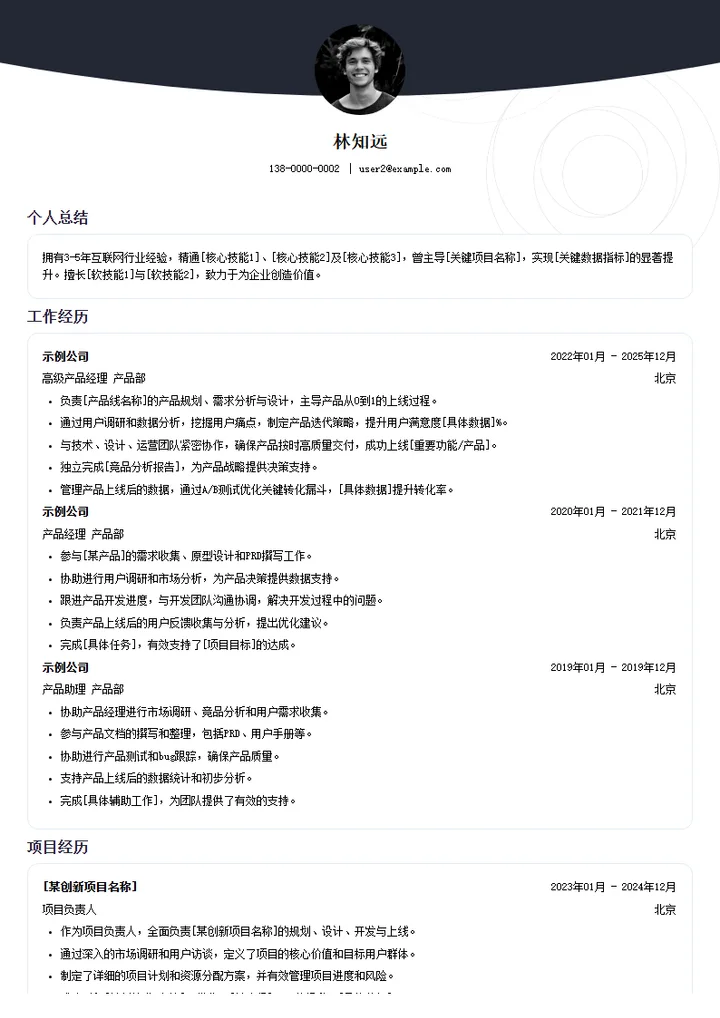 林知远
138-0000-0002 | user2@example.com
个人总结
拥有3-5年互联网行业经验，精通[核心技能1]、[核心技能2]及[核心技能3]，曾主导[关键项目名称]，实现[关键数据指标]的显著提
升。擅长[软技能1]与[软技能2]，致力于为企业创造价值。
工作经历
示例公司 2022年01月 - 2025年12月
高级产品经理 产品部 北京
• 负责[产品线名称]的产品规划、需求分析与设计，主导产品从0到1的上线过程。
• 通过用户调研和数据分析，挖掘用户痛点，制定产品迭代策略，提升用户满意度[具体数据]%。
• 与技术、设计、运营团队紧密协作，确保产品按时高质量交付，成功上线[重要功能/产品]。
• 独立完成[竞品分析报告]，为产品战略提供决策支持。
• 管理产品上线后的数据，通过A/B测试优化关键转化漏斗，[具体数据]提升转化率。
示例公司 2020年01月 - 2021年12月
产品经理 产品部 北京
• 参与[某产品]的需求收集、原型设计和PRD撰写工作。
• 协助进行用户调研和市场分析，为产品决策提供数据支持。
• 跟进产品开发进度，与开发团队沟通协调，解决开发过程中的问题。
• 负责产品上线后的用户反馈收集与分析，提出优化建议。
• 完成[具体任务]，有效支持了[项目目标]的达成。
示例公司 2019年01月 - 2019年12月
产品助理 产品部 北京
• 协助产品经理进行市场调研、竞品分析和用户需求收集。
• 参与产品文档的撰写和整理，包括PRD、用户手册等。
• 协助进行产品测试和bug跟踪，确保产品质量。
• 支持产品上线后的数据统计和初步分析。
• 完成[具体辅助工作]，为团队提供了有效的支持。
项目经历
[某创新项目名称] 2023年01月 - 2024年12月
项目负责人 北京
• 作为项目负责人，全面负责[某创新项目名称]的规划、设计、开发与上线。
• 通过深入的市场调研和用户访谈，定义了项目的核心价值和目标用户群体。
• 制定了详细的项目计划和资源分配方案，并有效管理项目进度和风险。